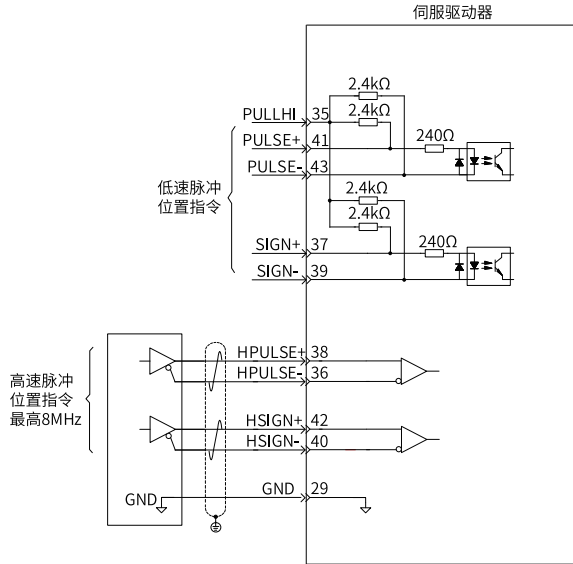 伺服驱动器
2.4kΩ
PULLHI 35
2.4kΩ
PULSE+ 41
240Ω
PULSE- 43
低速脉冲
位置指令
2.4kΩ
2.4kΩ
SIGN+ 37
240Ω
SIGN- 39
高速脉冲
位置指令
最高8MHz
HPULSE+ 38
HPULSE- 36
HSIGN+ 42
HSIGN- 40
GND
GND 29